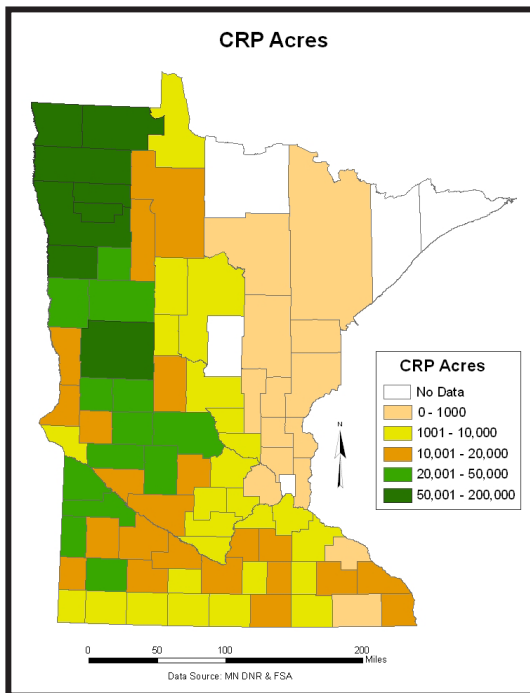 CRP Acres
CRP Acres
No Data
0 - 1000
1001 - 10,000
10,001 - 20,000
20,001 - 50,000
50,001 - 200,000
N
0 50 100 200
Miles
Data Source: MN DNR & FSA